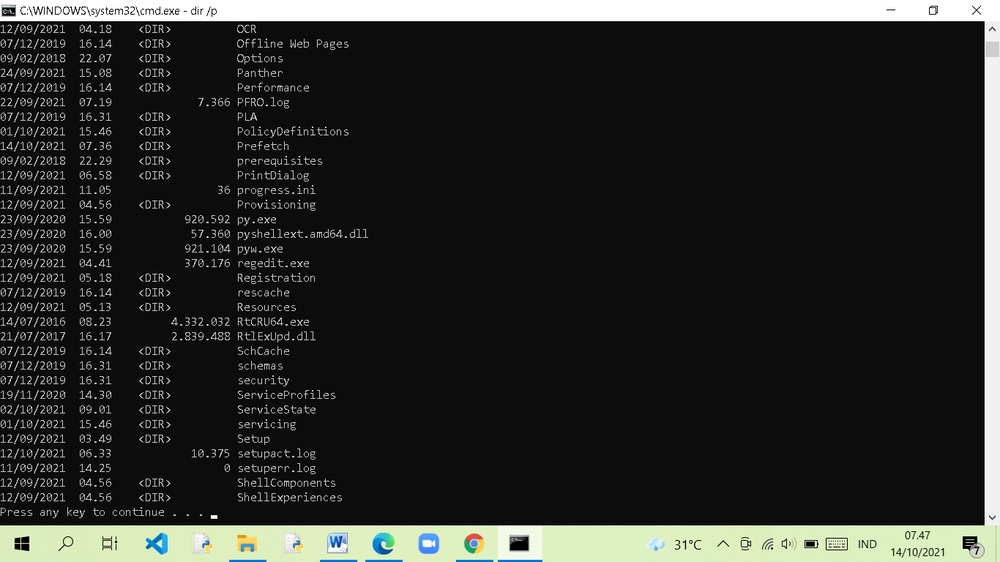 C:\WINDOWS\system32\cmd.exe - dir /p
12/09/2021  04.18    <DIR>          OCR
07/12/2019  16.14    <DIR>          Offline Web Pages
09/02/2018  22.07    <DIR>          Options
24/09/2021  15.08    <DIR>          Panther
07/12/2019  16.14    <DIR>          Performance
22/09/2021  07.19             7.366 PFRO.log
07/12/2019  16.31    <DIR>          PLA
01/10/2021  15.46    <DIR>          PolicyDefinitions
14/10/2021  07.36    <DIR>          Prefetch
09/02/2018  22.29    <DIR>          prerequisites
12/09/2021  06.58    <DIR>          PrintDialog
11/09/2021  11.05                36 progress.ini
12/09/2021  04.56    <DIR>          Provisioning
23/09/2020  15.59           920.592 py.exe
23/09/2020  16.00            57.360 pyshellext.amd64.dll
23/09/2020  15.59           921.104 pyw.exe
12/09/2021  04.41           370.176 regedit.exe
12/09/2021  05.18    <DIR>          Registration
07/12/2019  16.14    <DIR>          rescache
12/09/2021  05.13    <DIR>          Resources
14/07/2016  08.23         4.332.032 RtCRU64.exe
21/07/2017  16.17         2.839.488 RtlExUpd.dll
07/12/2019  16.14    <DIR>          SchCache
07/12/2019  16.31    <DIR>          schemas
07/12/2019  16.31    <DIR>          security
19/11/2020  14.30    <DIR>          ServiceProfiles
02/10/2021  09.01    <DIR>          ServiceState
01/10/2021  15.46    <DIR>          servicing
12/09/2021  03.49    <DIR>          Setup
12/10/2021  06.33            10.375 setupact.log
11/09/2021  14.25                 0 setuperr.log
12/09/2021  04.56    <DIR>          ShellComponents
12/09/2021  04.56    <DIR>          ShellExperiences
Press any key to continue . . .
31°C
IND
07.47
14/10/2021
7